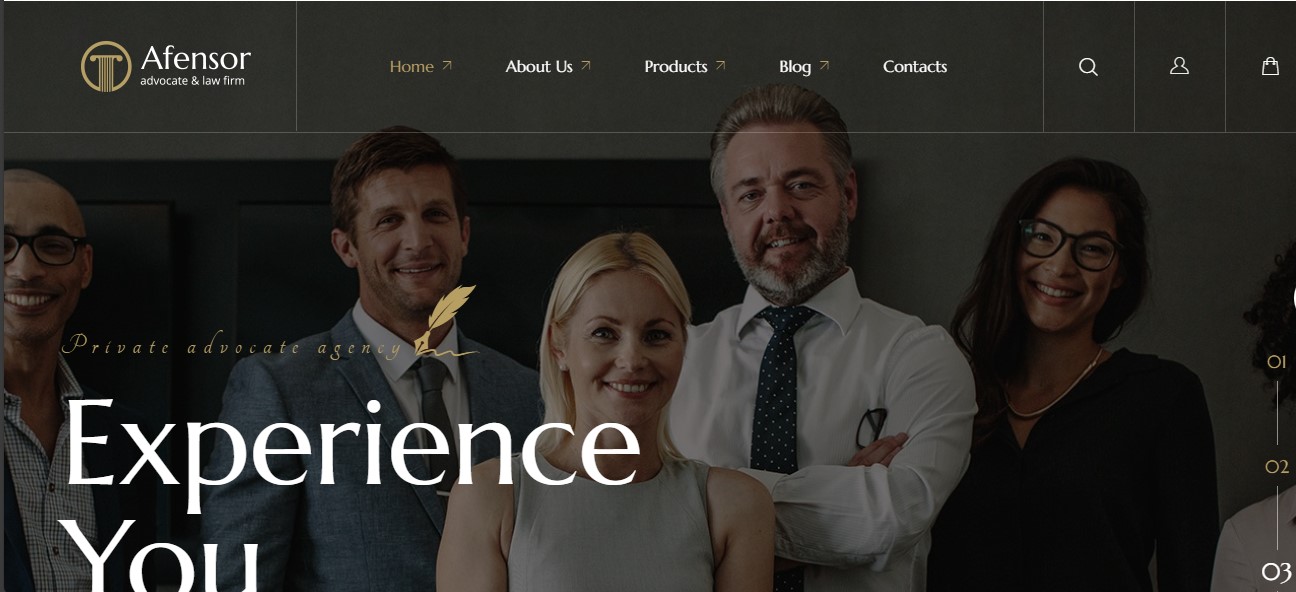 Afensor
advocate & law firm
Home
About Us
Products
Blog
Contacts
Private advocate agency
Experience
You
01
02
03